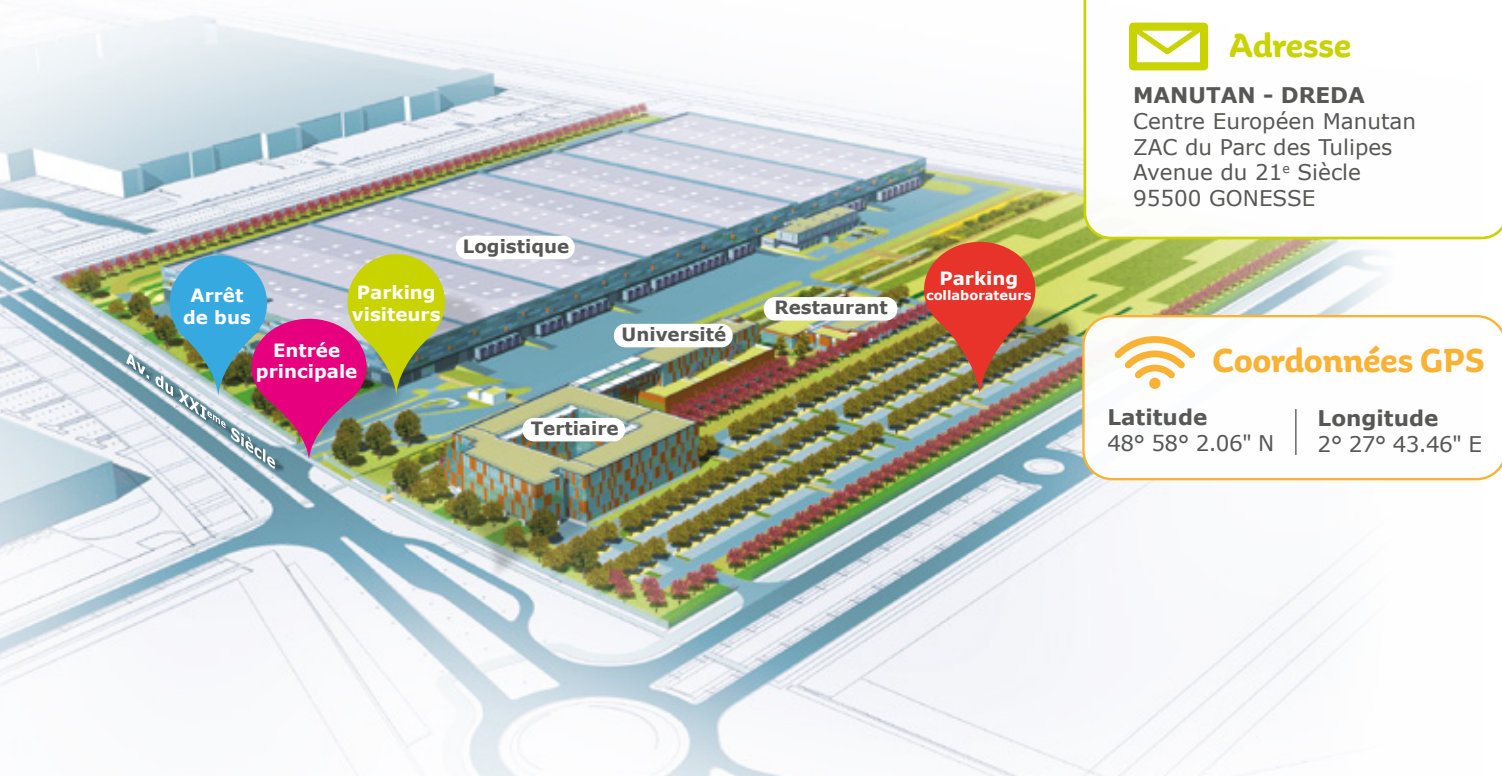 Adresse
MANUTAN - DREDA
Centre Européen Manutan
ZAC du Parc des Tulipes
Avenue du 21e Siècle
95500 GONESSE
Logistique
Arrêt
de bus
Parking
visiteurs
Entrée
principale
Av. du XXIeme Siècle
Université
Restaurant
Parking
collaborateurs
Tertiaire
Coordonnées GPS
Latitude
48° 58° 2.06" N
Longitude
2° 27° 43.46" E